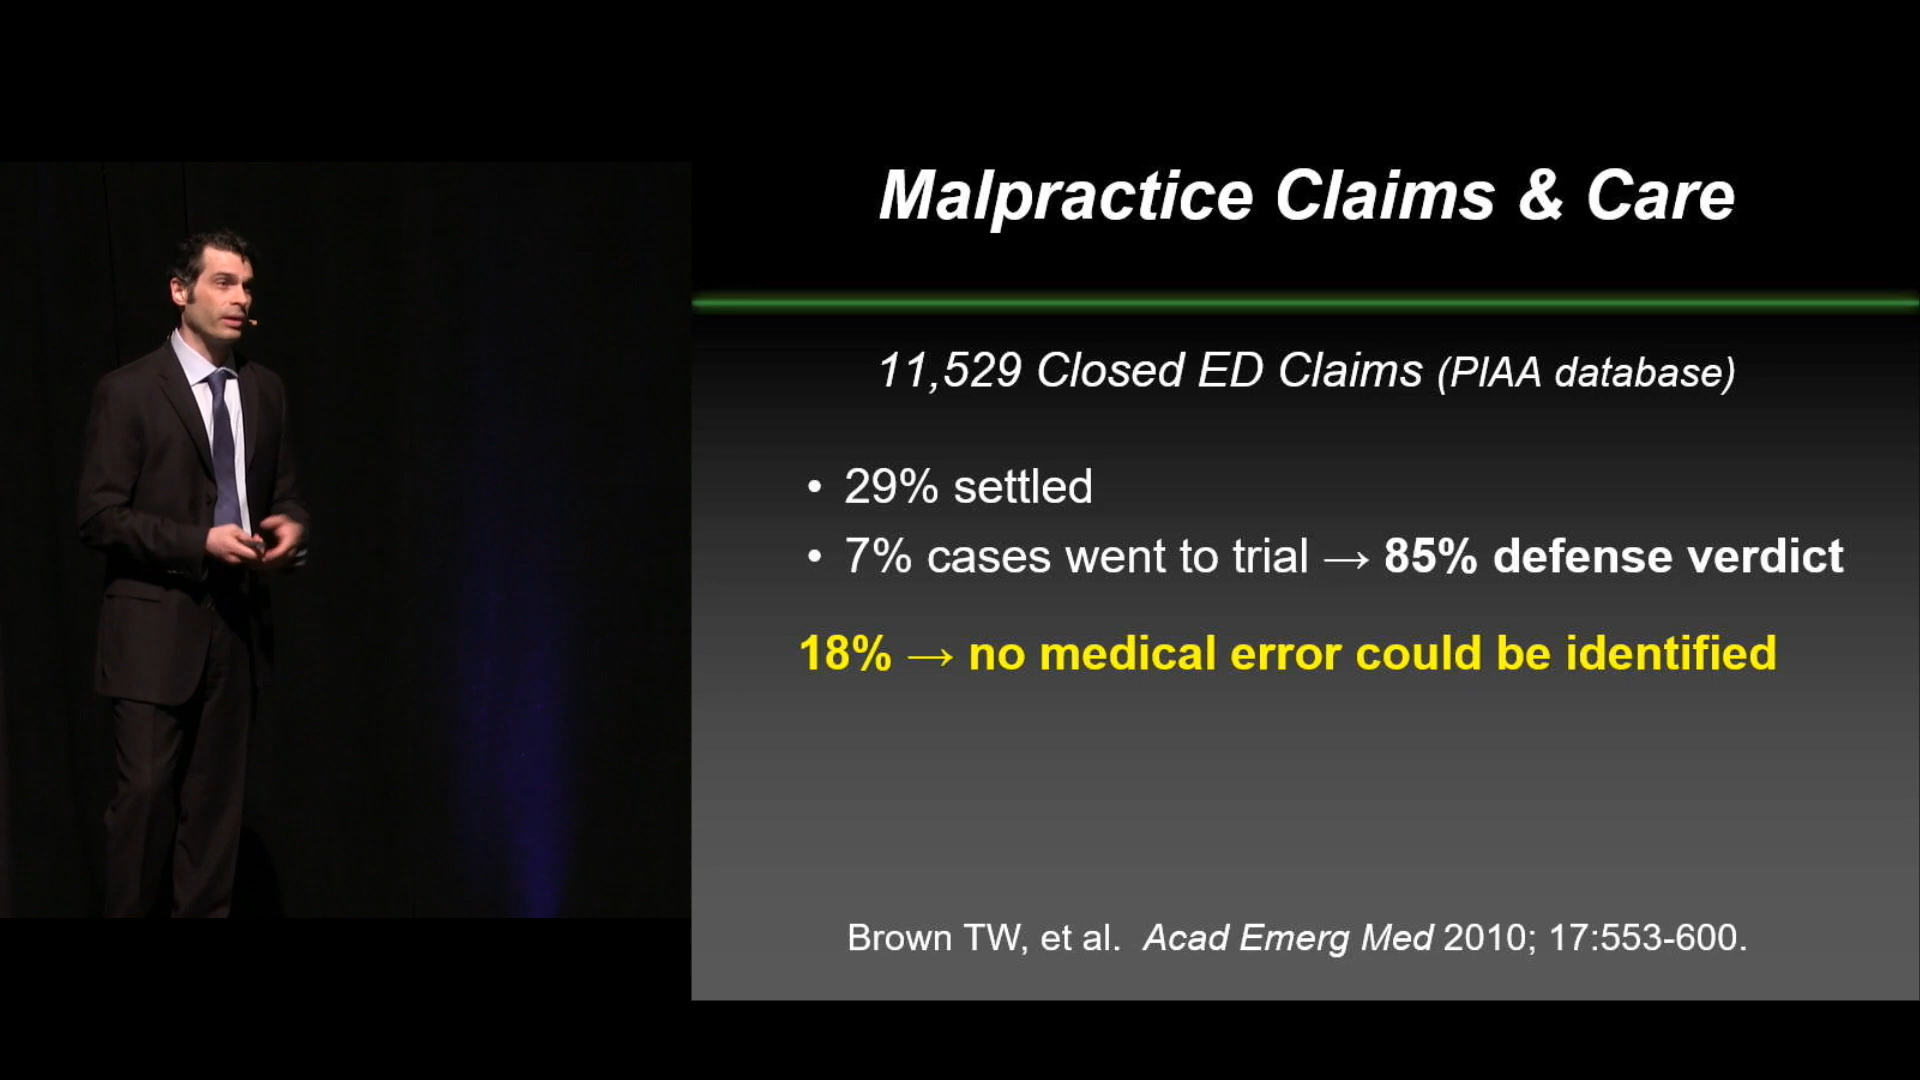 Malpractice Claims & Care
11,529 Closed ED Claims (PIAA database)
• 29% settled
• 7% cases went to trial → 85% defense verdict
18% → no medical error could be identified
Brown TW, et al. Acad Emerg Med 2010; 17:553-600.